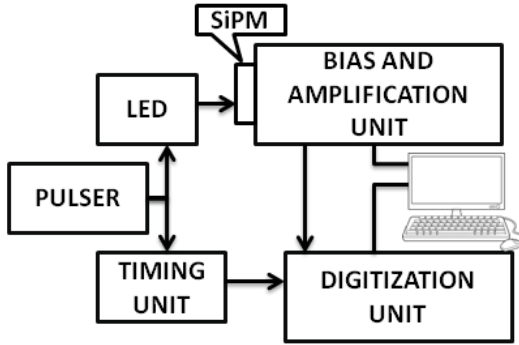 SiPM
BIAS AND
AMPLIFICATION
UNIT
LED
PULSER
TIMING
UNIT
DIGITIZATION
UNIT